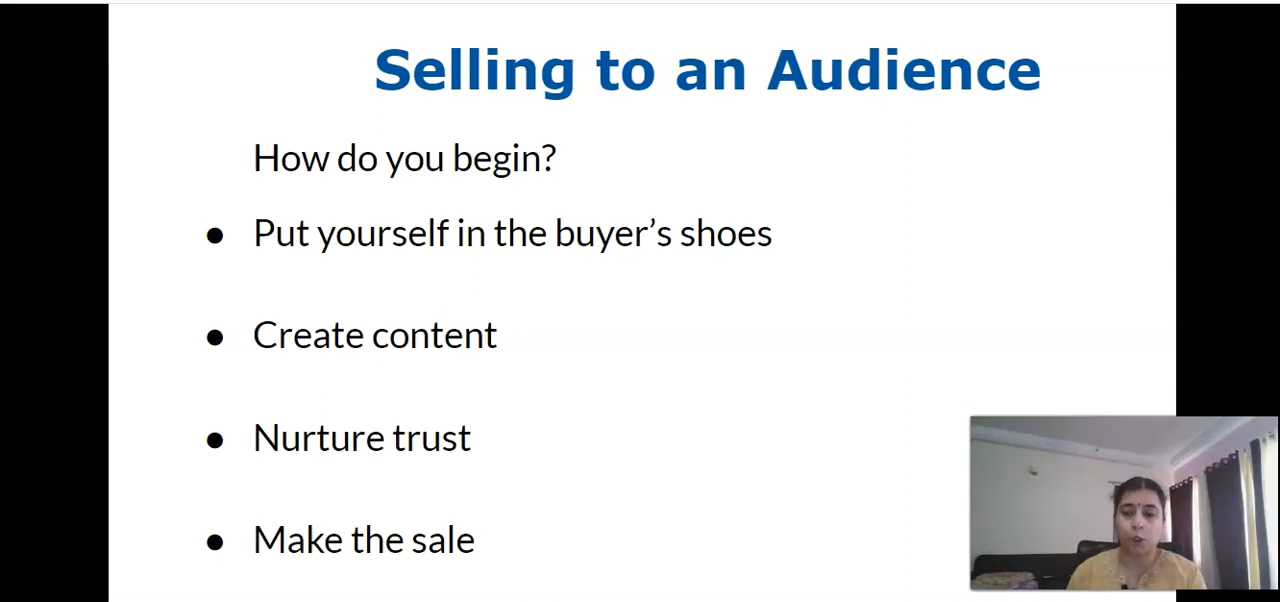 Selling to an Audience
How do you begin?
● Put yourself in the buyer’s shoes
● Create content
● Nurture trust
● Make the sale